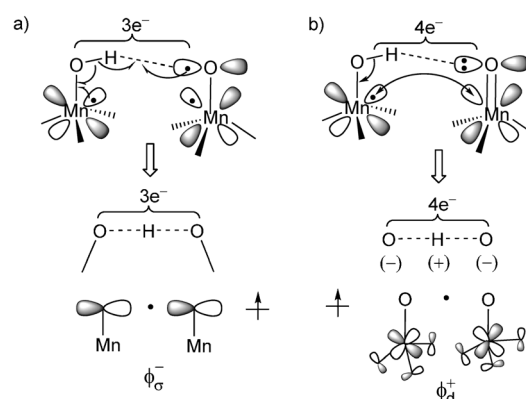 a)
3e⁻
O H O
Mn Mn
3e⁻
O H O
Mn Mn
ϕσ⁻
b)
4e⁻
O H O
Mn Mn
4e⁻
O H O
(−) (+) (−)
O O
ϕd⁺